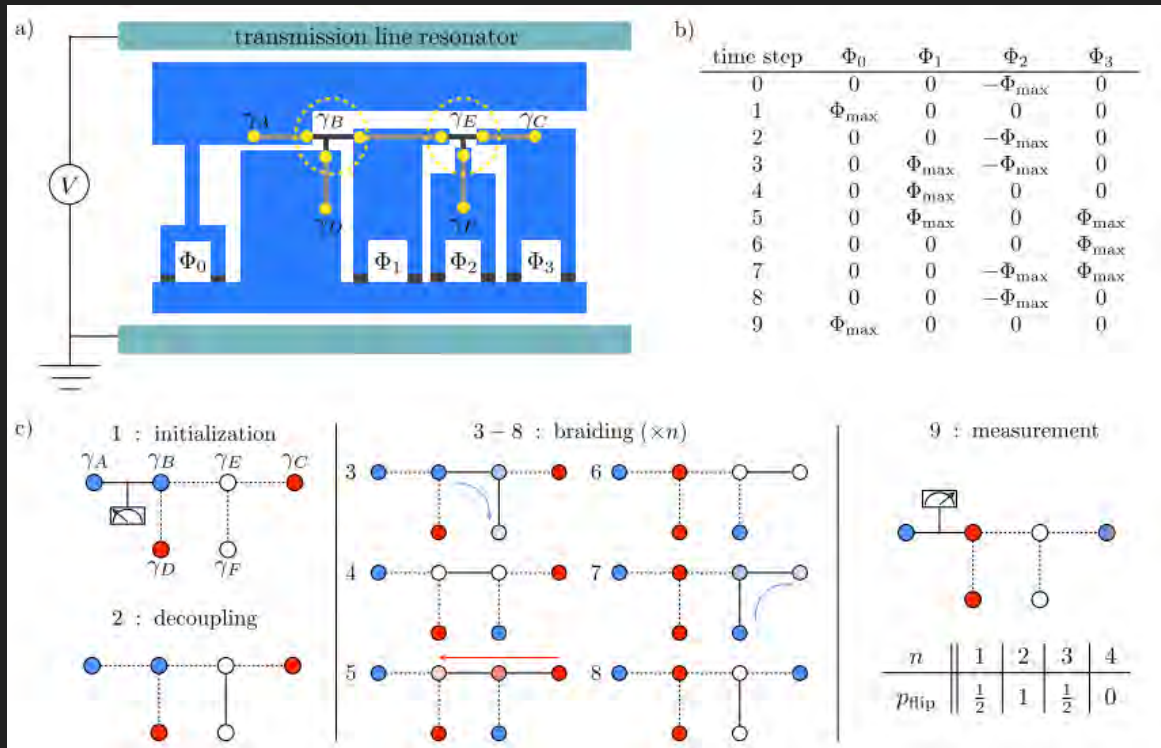 a)
transmission line resonator
γA γB γE γC
γD γF
V
Φ0 Φ1 Φ2 Φ3
b)
time step Φ0 Φ1 Φ2 Φ3
0 0 0 −Φmax 0
1 Φmax 0 0 0
2 0 0 −Φmax 0
3 0 Φmax −Φmax 0
4 0 Φmax 0 0
5 0 Φmax 0 Φmax
6 0 0 0 Φmax
7 0 0 −Φmax Φmax
8 0 0 −Φmax 0
9 Φmax 0 0 0
c)
1 : initialization
γA γB γE γC
γD γF
2 : decoupling
3 − 8 : braiding (×n)
3 6
4 7
5 8
9 : measurement
n 1 2 3 4
pflip 1/2 1 1/2 0